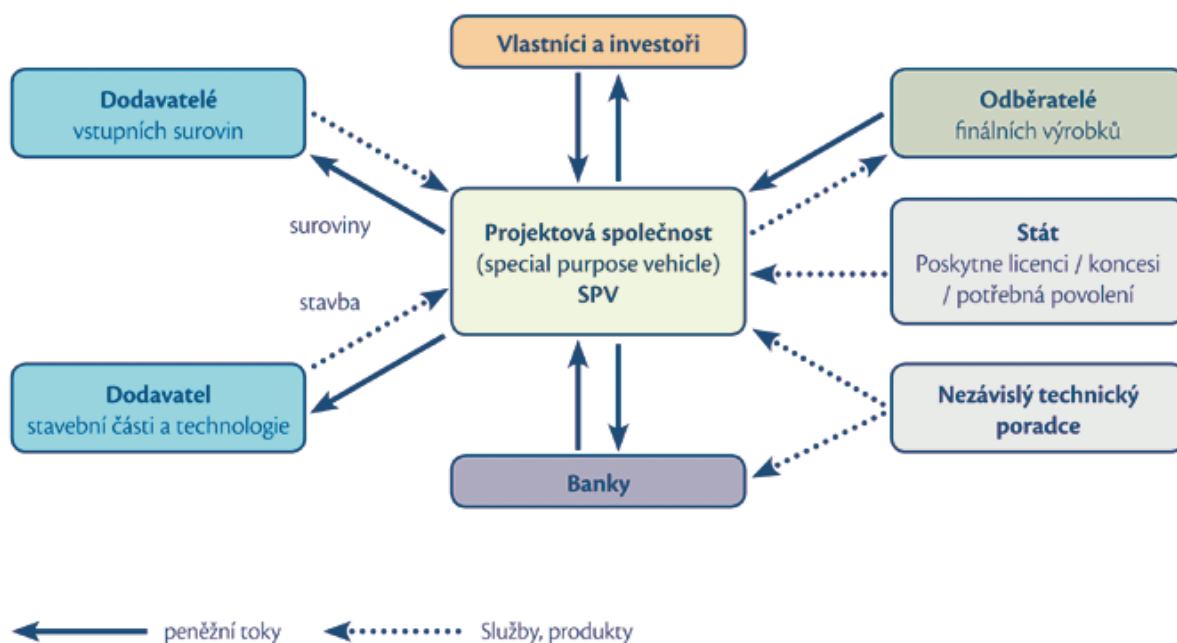 Vlastníci a investoři
Dodavatelé
vstupních surovin
Odběratelé
finálních výrobků
suroviny
Projektová společnost
(special purpose vehicle)
SPV
Stát
Poskytne licenci / koncesi
/ potřebná povolení
stavba
Dodavatel
stavební části a technologie
Nezávislý technický
poradce
Banky
peněžní toky
Služby, produkty